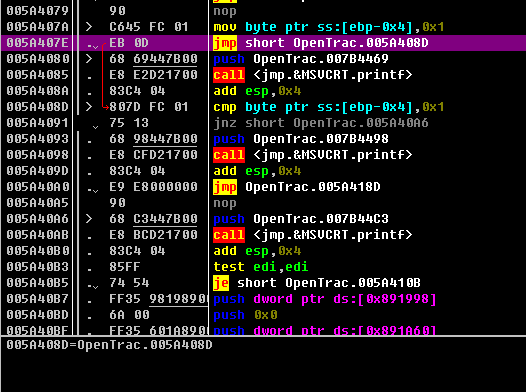 005A4079 90 nop
005A407A > C645 FC 01 mov byte ptr ss:[ebp-0x4],0x1
005A407E . EB 0D jmp short OpenTrac.005A408D
005A4080 > 68 69447B00 push OpenTrac.007B4469
005A4085 . E8 E2D21700 call <jmp.&MSVCRT.printf>
005A408A . 83C4 04 add esp,0x4
005A408D > 807D FC 01 cmp byte ptr ss:[ebp-0x4],0x1
005A4091 75 13 jnz short OpenTrac.005A40A6
005A4093 . 68 98447B00 push OpenTrac.007B4498
005A4098 . E8 CFD21700 call <jmp.&MSVCRT.printf>
005A409D . 83C4 04 add esp,0x4
005A40A0 . E9 E8000000 jmp OpenTrac.005A418D
005A40A5 90 nop
005A40A6 > 68 C3447B00 push OpenTrac.007B44C3
005A40AB . E8 BCD21700 call <jmp.&MSVCRT.printf>
005A40B0 . 83C4 04 add esp,0x4
005A40B3 . 85FF test edi,edi
005A40B5 . 74 54 je short OpenTrac.005A410B
005A40B7 . FF35 98198900 push dword ptr ds:[0x891998]
005A40BD . 6A 00 push 0x0
005A40BF . FF35 601A8900 push dword ptr ds:[0x891A60]
005A408D=OpenTrac.005A408D